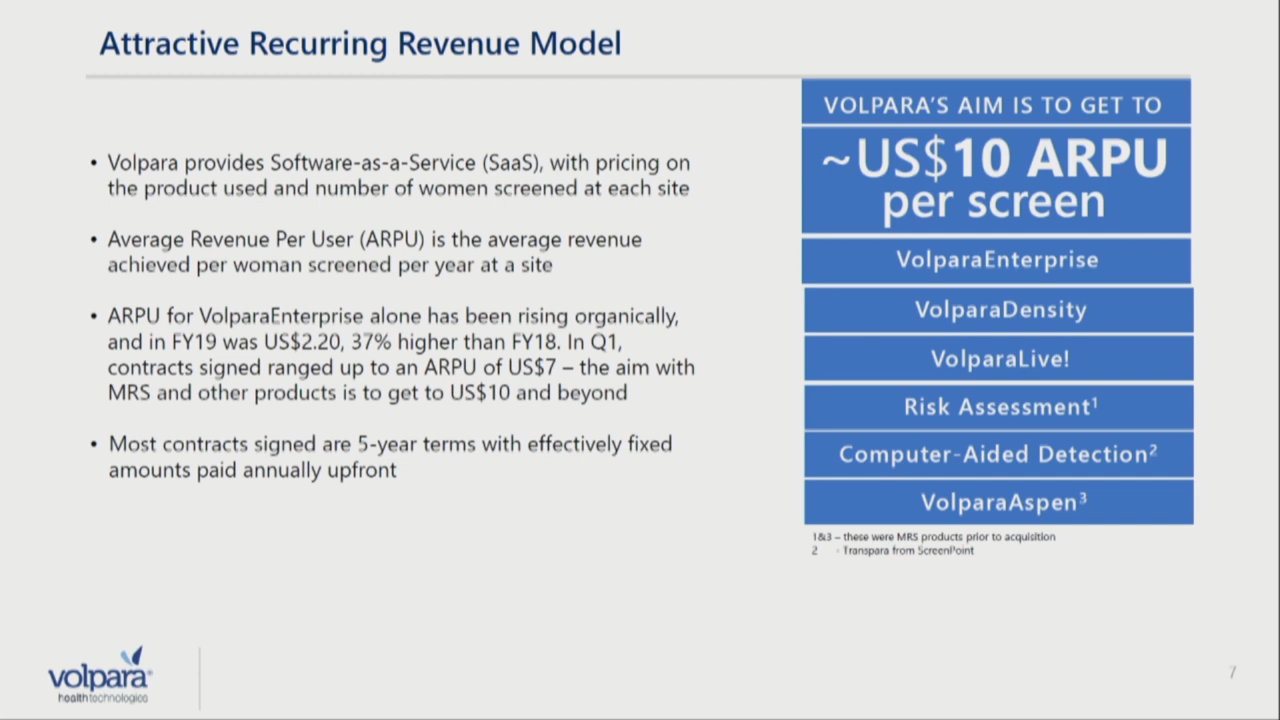 Attractive Recurring Revenue Model
• Volpara provides Software-as-a-Service (SaaS), with pricing on
the product used and number of women screened at each site
• Average Revenue Per User (ARPU) is the average revenue
achieved per woman screened per year at a site
• ARPU for VolparaEnterprise alone has been rising organically,
and in FY19 was US$2.20, 37% higher than FY18. In Q1,
contracts signed ranged up to an ARPU of US$7 – the aim with
MRS and other products is to get to US$10 and beyond
• Most contracts signed are 5-year terms with effectively fixed
amounts paid annually upfront
VOLPARA'S AIM IS TO GET TO
~US$10 ARPU
per screen
VolparaEnterprise
VolparaDensity
VolparaLive!
Risk Assessment¹
Computer-Aided Detection²
VolparaAspen³
1&3 – these were MRS products prior to acquisition
2 - Transpara from ScreenPoint
volpara
healthtechnologies
7